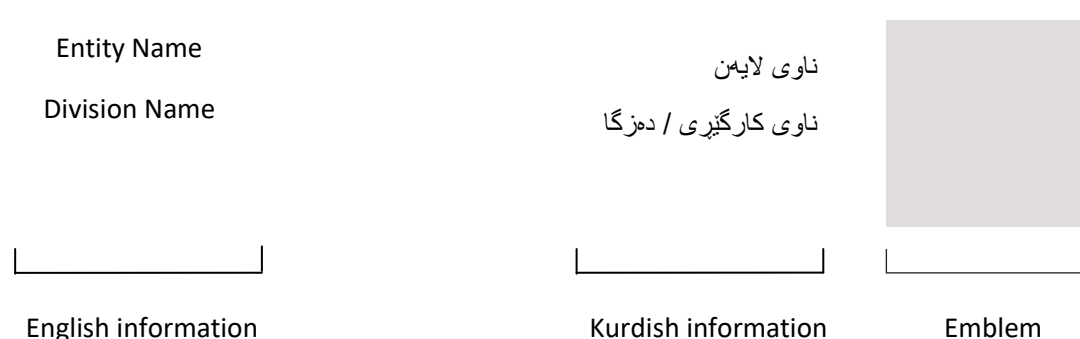 Entity Name
Division Name
ناوی لایەن
ناوی کارگێڕی / دەزگا
English information
Kurdish information
Emblem